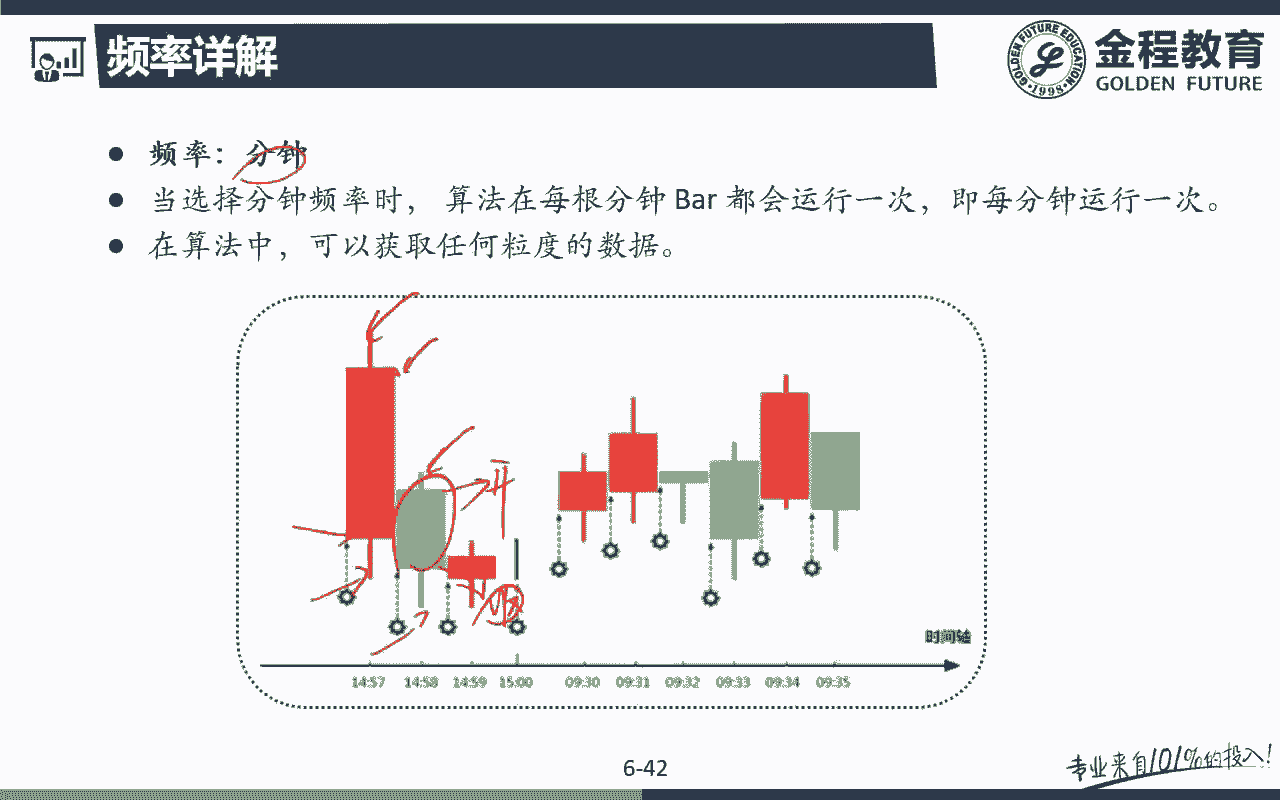 频率详解
GOLDEN FUTURE EDUCATION
·1998·
金程教育
GOLDEN FUTURE
● 频率：分钟
● 当选择分钟频率时， 算法在每根分钟 Bar 都会运行一次，即每分钟运行一次。
● 在算法中，可以获取任何粒度的数据。
开
收
时间轴
14:57 14:58 14:59 15:00 09:30 09:31 09:32 09:33 09:34 09:35
6-42
专业来自101%的投入!